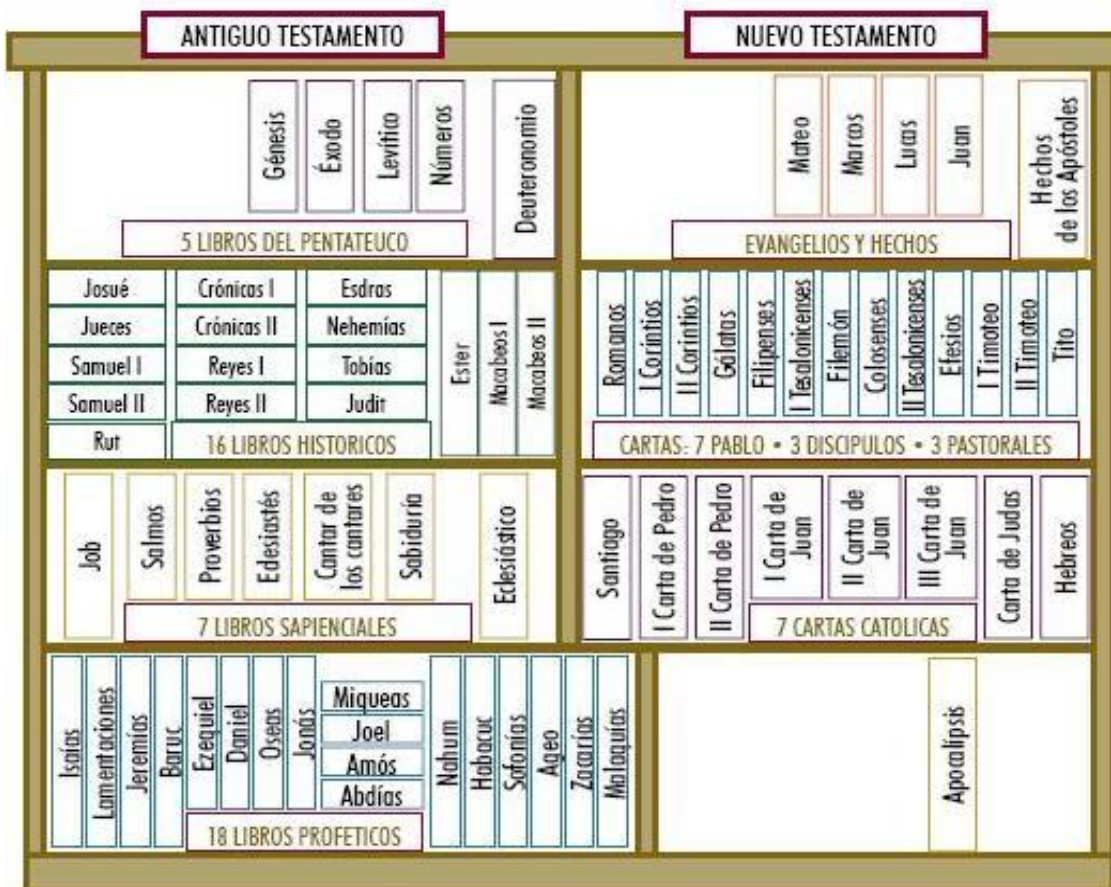 ANTIGUO TESTAMENTO
Génesis
Éxodo
Levítico
Números
Deuteronomio
5 LIBROS DEL PENTATEUCO
Josué
Jueces
Samuel I
Samuel II
Rut
Crónicas I
Crónicas II
Reyes I
Reyes II
Esdras
Nehemías
Tobías
Judit
Ester
Macabeos I
Macabeos II
16 LIBROS HISTORICOS
Job
Salmos
Proverbios
Edesiastés
Cantar de
los cantares
Sabiduría
Eclesiástico
7 LIBROS SAPIENCIALES
Isaías
Lamentaciones
Jeremías
Baruc
Ezequiel
Daniel
Oseas
Jonás
Miqueas
Joel
Amós
Abdías
Nahum
Habacuc
Sofonías
Ageo
Zacarías
Malaquías
18 LIBROS PROFETICOS
NUEVO TESTAMENTO
Mateo
Marcos
Lucas
Juan
Hechos
de los Apóstoles
EVANGELIOS Y HECHOS
Romanos
I Corintios
II Corintios
Gálatas
Filipenses
I Tesalonicenses
Filemón
Colosenses
II Tesalonicenses
Efesios
I Timoteo
II Timoteo
Tito
CARTAS: 7 PABLO • 3 DISCIPULOS • 3 PASTORALES
Santiago
I Carta de Pedro
II Carta de Pedro
I Carta de
Juan
II Carta de
Juan
III Carta de
Juan
Carta de Judas
Hebreos
7 CARTAS CATOLICAS
Apocalípsis